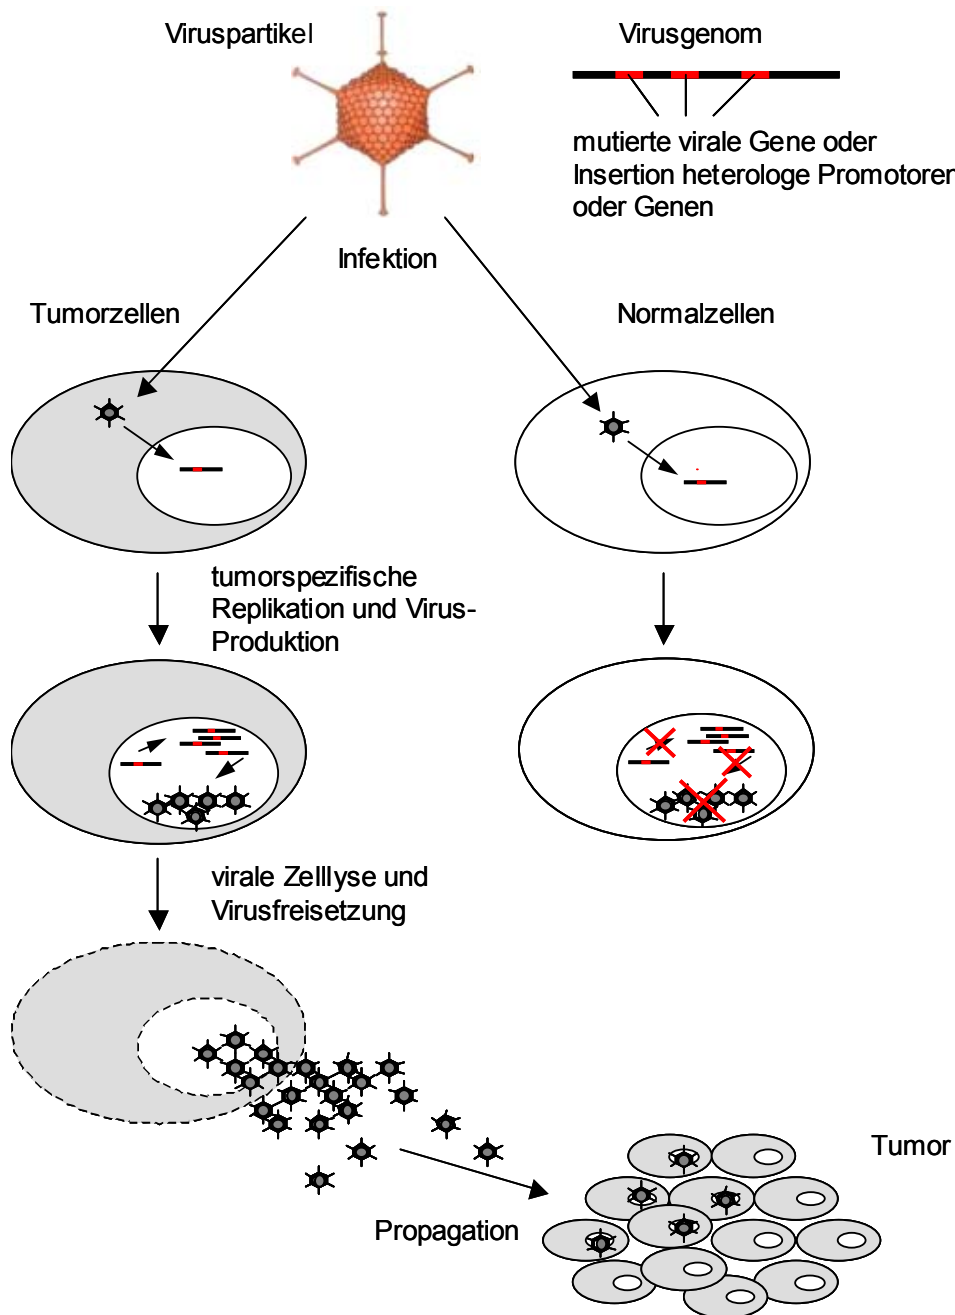 Viruspartikel
Virusgenom
mutierte virale Gene oder
Insertion heterologe Promotoren
oder Genen
Infektion
Tumorzellen
Normalzellen
tumorspezifische
Replikation und Virus-
Produktion
virale Zelllyse und
Virusfreisetzung
Tumor
Propagation